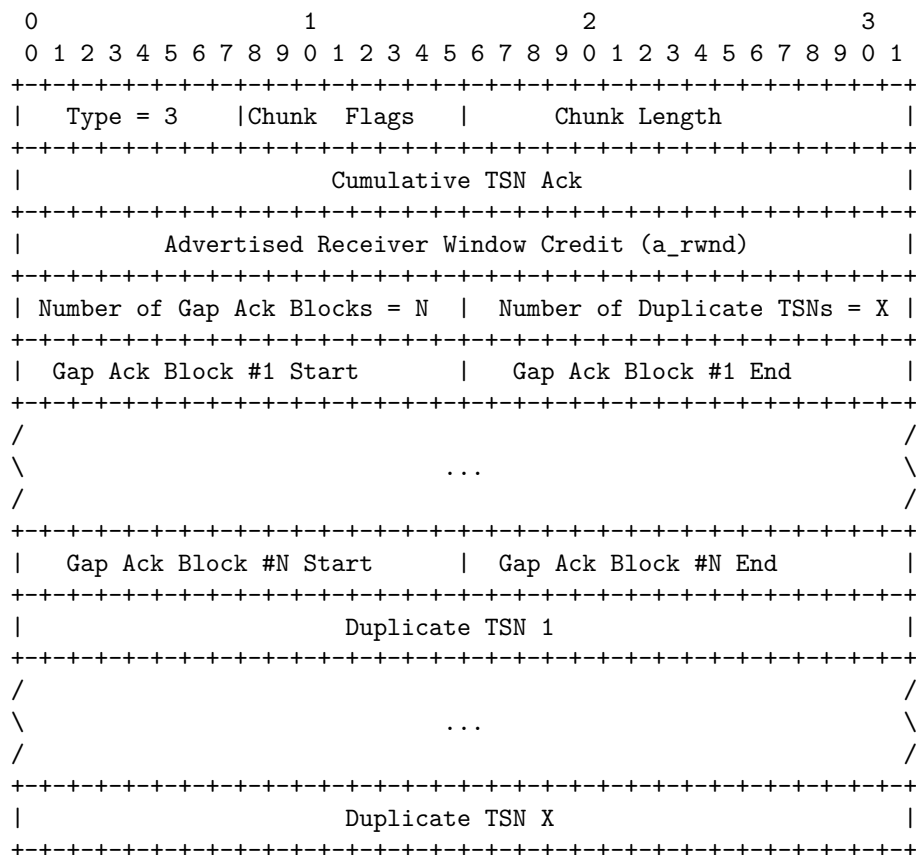 0                   1                   2                   3
 0 1 2 3 4 5 6 7 8 9 0 1 2 3 4 5 6 7 8 9 0 1 2 3 4 5 6 7 8 9 0 1
+-+-+-+-+-+-+-+-+-+-+-+-+-+-+-+-+-+-+-+-+-+-+-+-+-+-+-+-+-+-+-+-+
|   Type = 3    |Chunk  Flags   |      Chunk Length             |
+-+-+-+-+-+-+-+-+-+-+-+-+-+-+-+-+-+-+-+-+-+-+-+-+-+-+-+-+-+-+-+-+
|                      Cumulative TSN Ack                       |
+-+-+-+-+-+-+-+-+-+-+-+-+-+-+-+-+-+-+-+-+-+-+-+-+-+-+-+-+-+-+-+-+
|          Advertised Receiver Window Credit (a_rwnd)           |
+-+-+-+-+-+-+-+-+-+-+-+-+-+-+-+-+-+-+-+-+-+-+-+-+-+-+-+-+-+-+-+-+
| Number of Gap Ack Blocks = N  |  Number of Duplicate TSNs = X |
+-+-+-+-+-+-+-+-+-+-+-+-+-+-+-+-+-+-+-+-+-+-+-+-+-+-+-+-+-+-+-+-+
|  Gap Ack Block #1 Start       |   Gap Ack Block #1 End        |
+-+-+-+-+-+-+-+-+-+-+-+-+-+-+-+-+-+-+-+-+-+-+-+-+-+-+-+-+-+-+-+-+
/                                                               /
\                              ...                              \
/                                                               /
+-+-+-+-+-+-+-+-+-+-+-+-+-+-+-+-+-+-+-+-+-+-+-+-+-+-+-+-+-+-+-+-+
|   Gap Ack Block #N Start      |  Gap Ack Block #N End         |
+-+-+-+-+-+-+-+-+-+-+-+-+-+-+-+-+-+-+-+-+-+-+-+-+-+-+-+-+-+-+-+-+
|                       Duplicate TSN 1                         |
+-+-+-+-+-+-+-+-+-+-+-+-+-+-+-+-+-+-+-+-+-+-+-+-+-+-+-+-+-+-+-+-+
/                                                               /
\                              ...                              \
/                                                               /
+-+-+-+-+-+-+-+-+-+-+-+-+-+-+-+-+-+-+-+-+-+-+-+-+-+-+-+-+-+-+-+-+
|                       Duplicate TSN X                         |
+-+-+-+-+-+-+-+-+-+-+-+-+-+-+-+-+-+-+-+-+-+-+-+-+-+-+-+-+-+-+-+-+